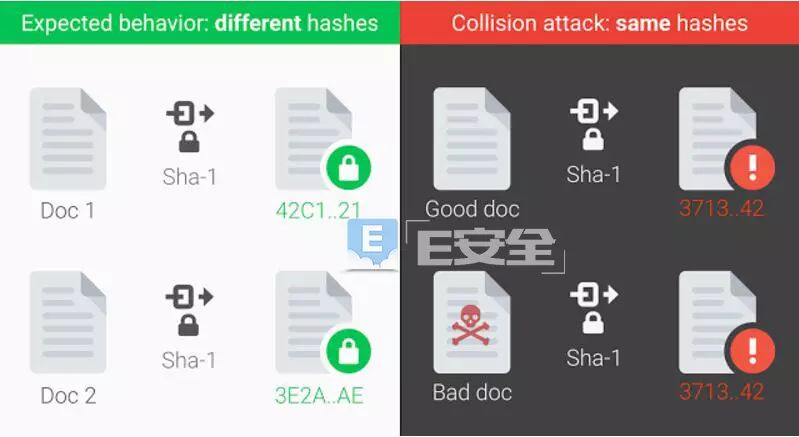 Expected behavior: different hashes
Sha-1
Doc 1
42C1..21
Sha-1
Doc 2
3E2A..AE
Collision attack: same hashes
Sha-1
Good doc
3713..42
Sha-1
Bad doc
3713..42
E
E安全